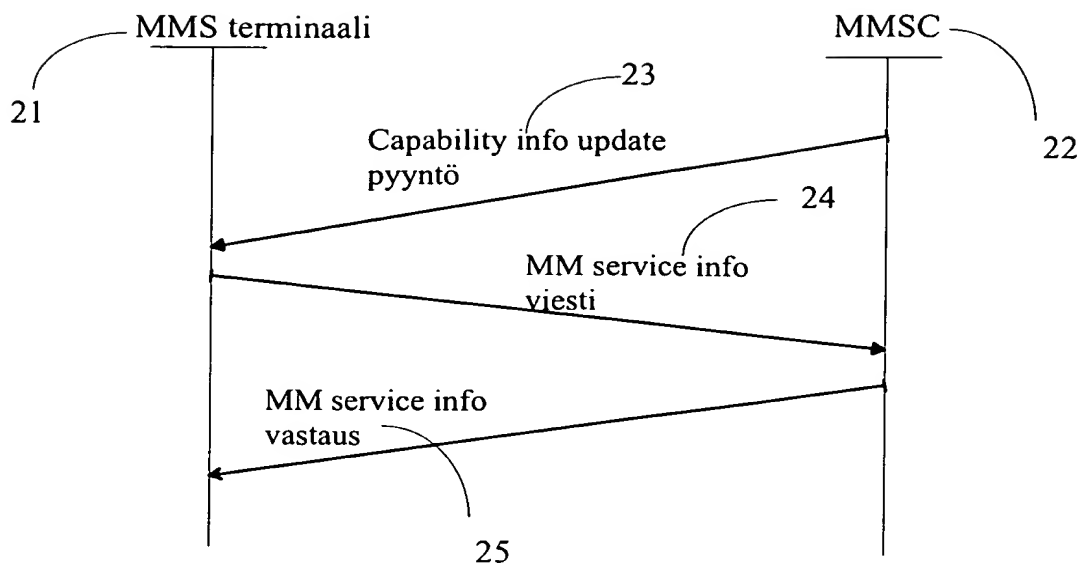 MMS terminaali
MMSC
21
23
22
Capability info update
pyyntö
24
MM service info
viesti
MM service info
vastaus
25